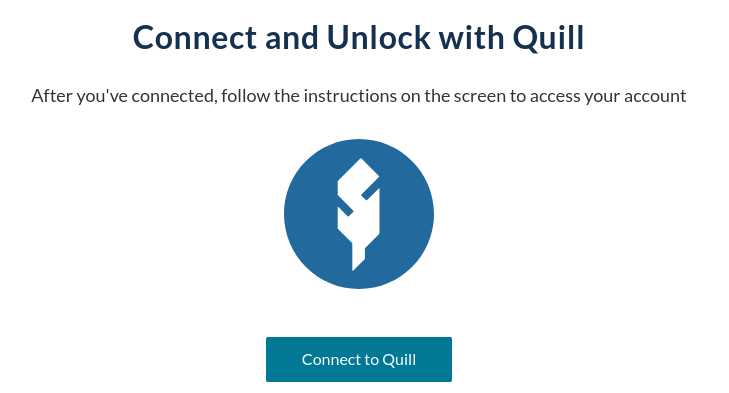 Connect and Unlock with Quill
After you've connected, follow the instructions on the screen to access your account
Connect to Quill